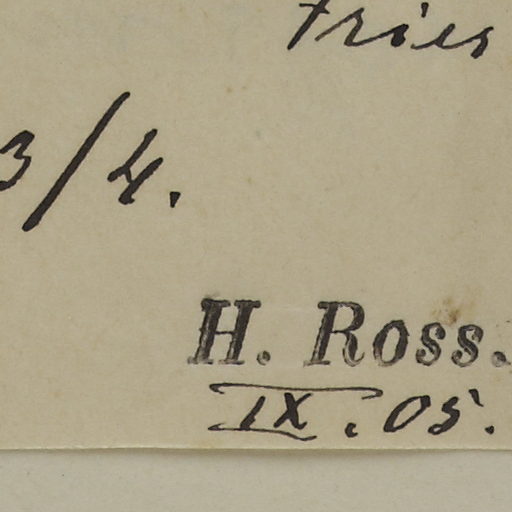 Fries
3/4.
H. Ross.
IX. 05.